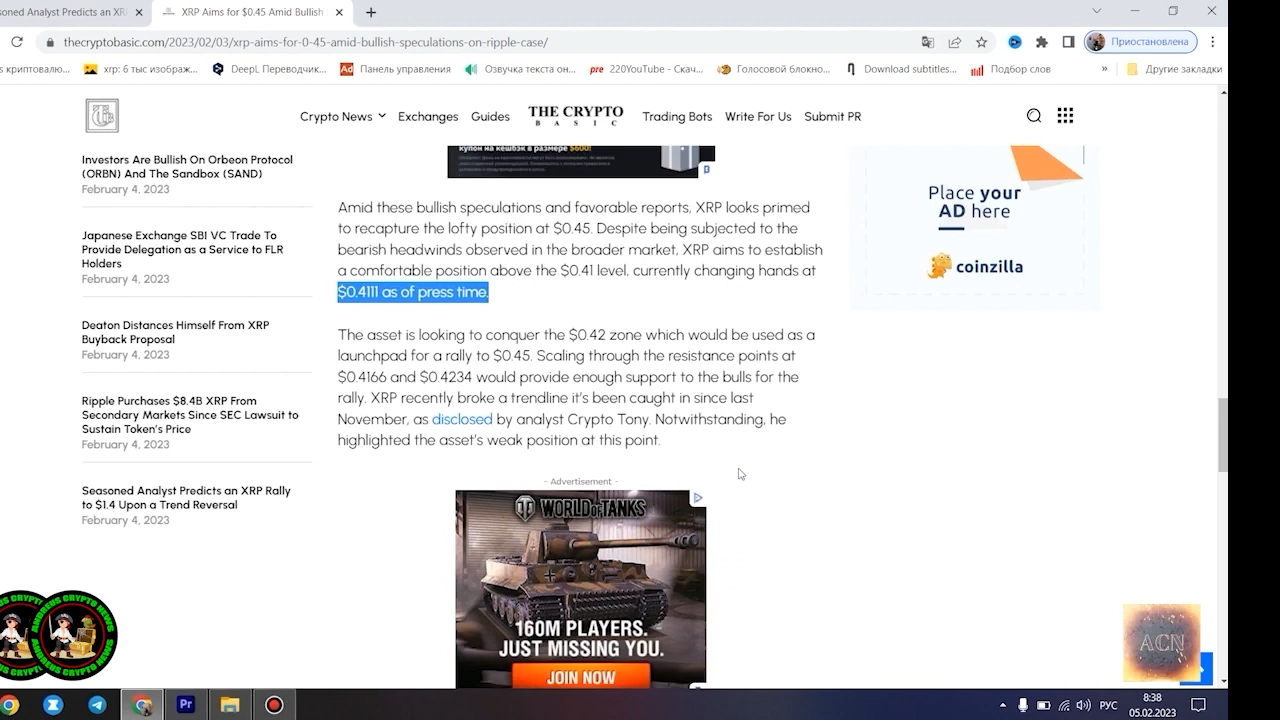 soned Analyst Predicts an XR
XRP Aims for $0.45 Amid Bullish
thecryptobasic.com/2023/02/03/xrp-aims-for-0-45-amid-bullish-speculations-on-ripple-case/
Приостановлена
s криптовалю...
xrp: 6 тыс изображ...
DeepL Переводчик...
Ad
Панель управления
Озвучка текста он...
pre
220YouTube - Скач...
Голосовой блокно...
Download subtitles...
Подбор слов
»
Другие закладки
Crypto News
Exchanges
Guides
THE CRYPTO
BASIC
Trading Bots
Write For Us
Submit PR
купон на кешбэк в размере $600!
Investors Are Bullish On Orbeon Protocol
(ORBN) And The Sandbox (SAND)
February 4, 2023
Japanese Exchange SBI VC Trade To
Provide Delegation as a Service to FLR
Holders
February 4, 2023
Deaton Distances Himself From XRP
Buyback Proposal
February 4, 2023
Ripple Purchases $8.4B XRP From
Secondary Markets Since SEC Lawsuit to
Sustain Token's Price
February 4, 2023
Seasoned Analyst Predicts an XRP Rally
to $1.4 Upon a Trend Reversal
February 4, 2023
Amid these bullish speculations and favorable reports, XRP looks primed
to recapture the lofty position at $0.45. Despite being subjected to the
bearish headwinds observed in the broader market, XRP aims to establish
a comfortable position above the $0.41 level, currently changing hands at
$0.4111 as of press time.
The asset is looking to conquer the $0.42 zone which would be used as a
launchpad for a rally to $0.45. Scaling through the resistance points at
$0.4166 and $0.4234 would provide enough support to the bulls for the
rally. XRP recently broke a trendline it's been caught in since last
November, as disclosed by analyst Crypto Tony. Notwithstanding, he
highlighted the asset's weak position at this point.
- Advertisement -
WORLD OF TANKS
160M PLAYERS.
JUST MISSING YOU.
JOIN NOW
Place your
AD here
coinzilla
ANDREUS CRYPTO NEWS
ACN
Pr
РУС
8:38
05.02.2023